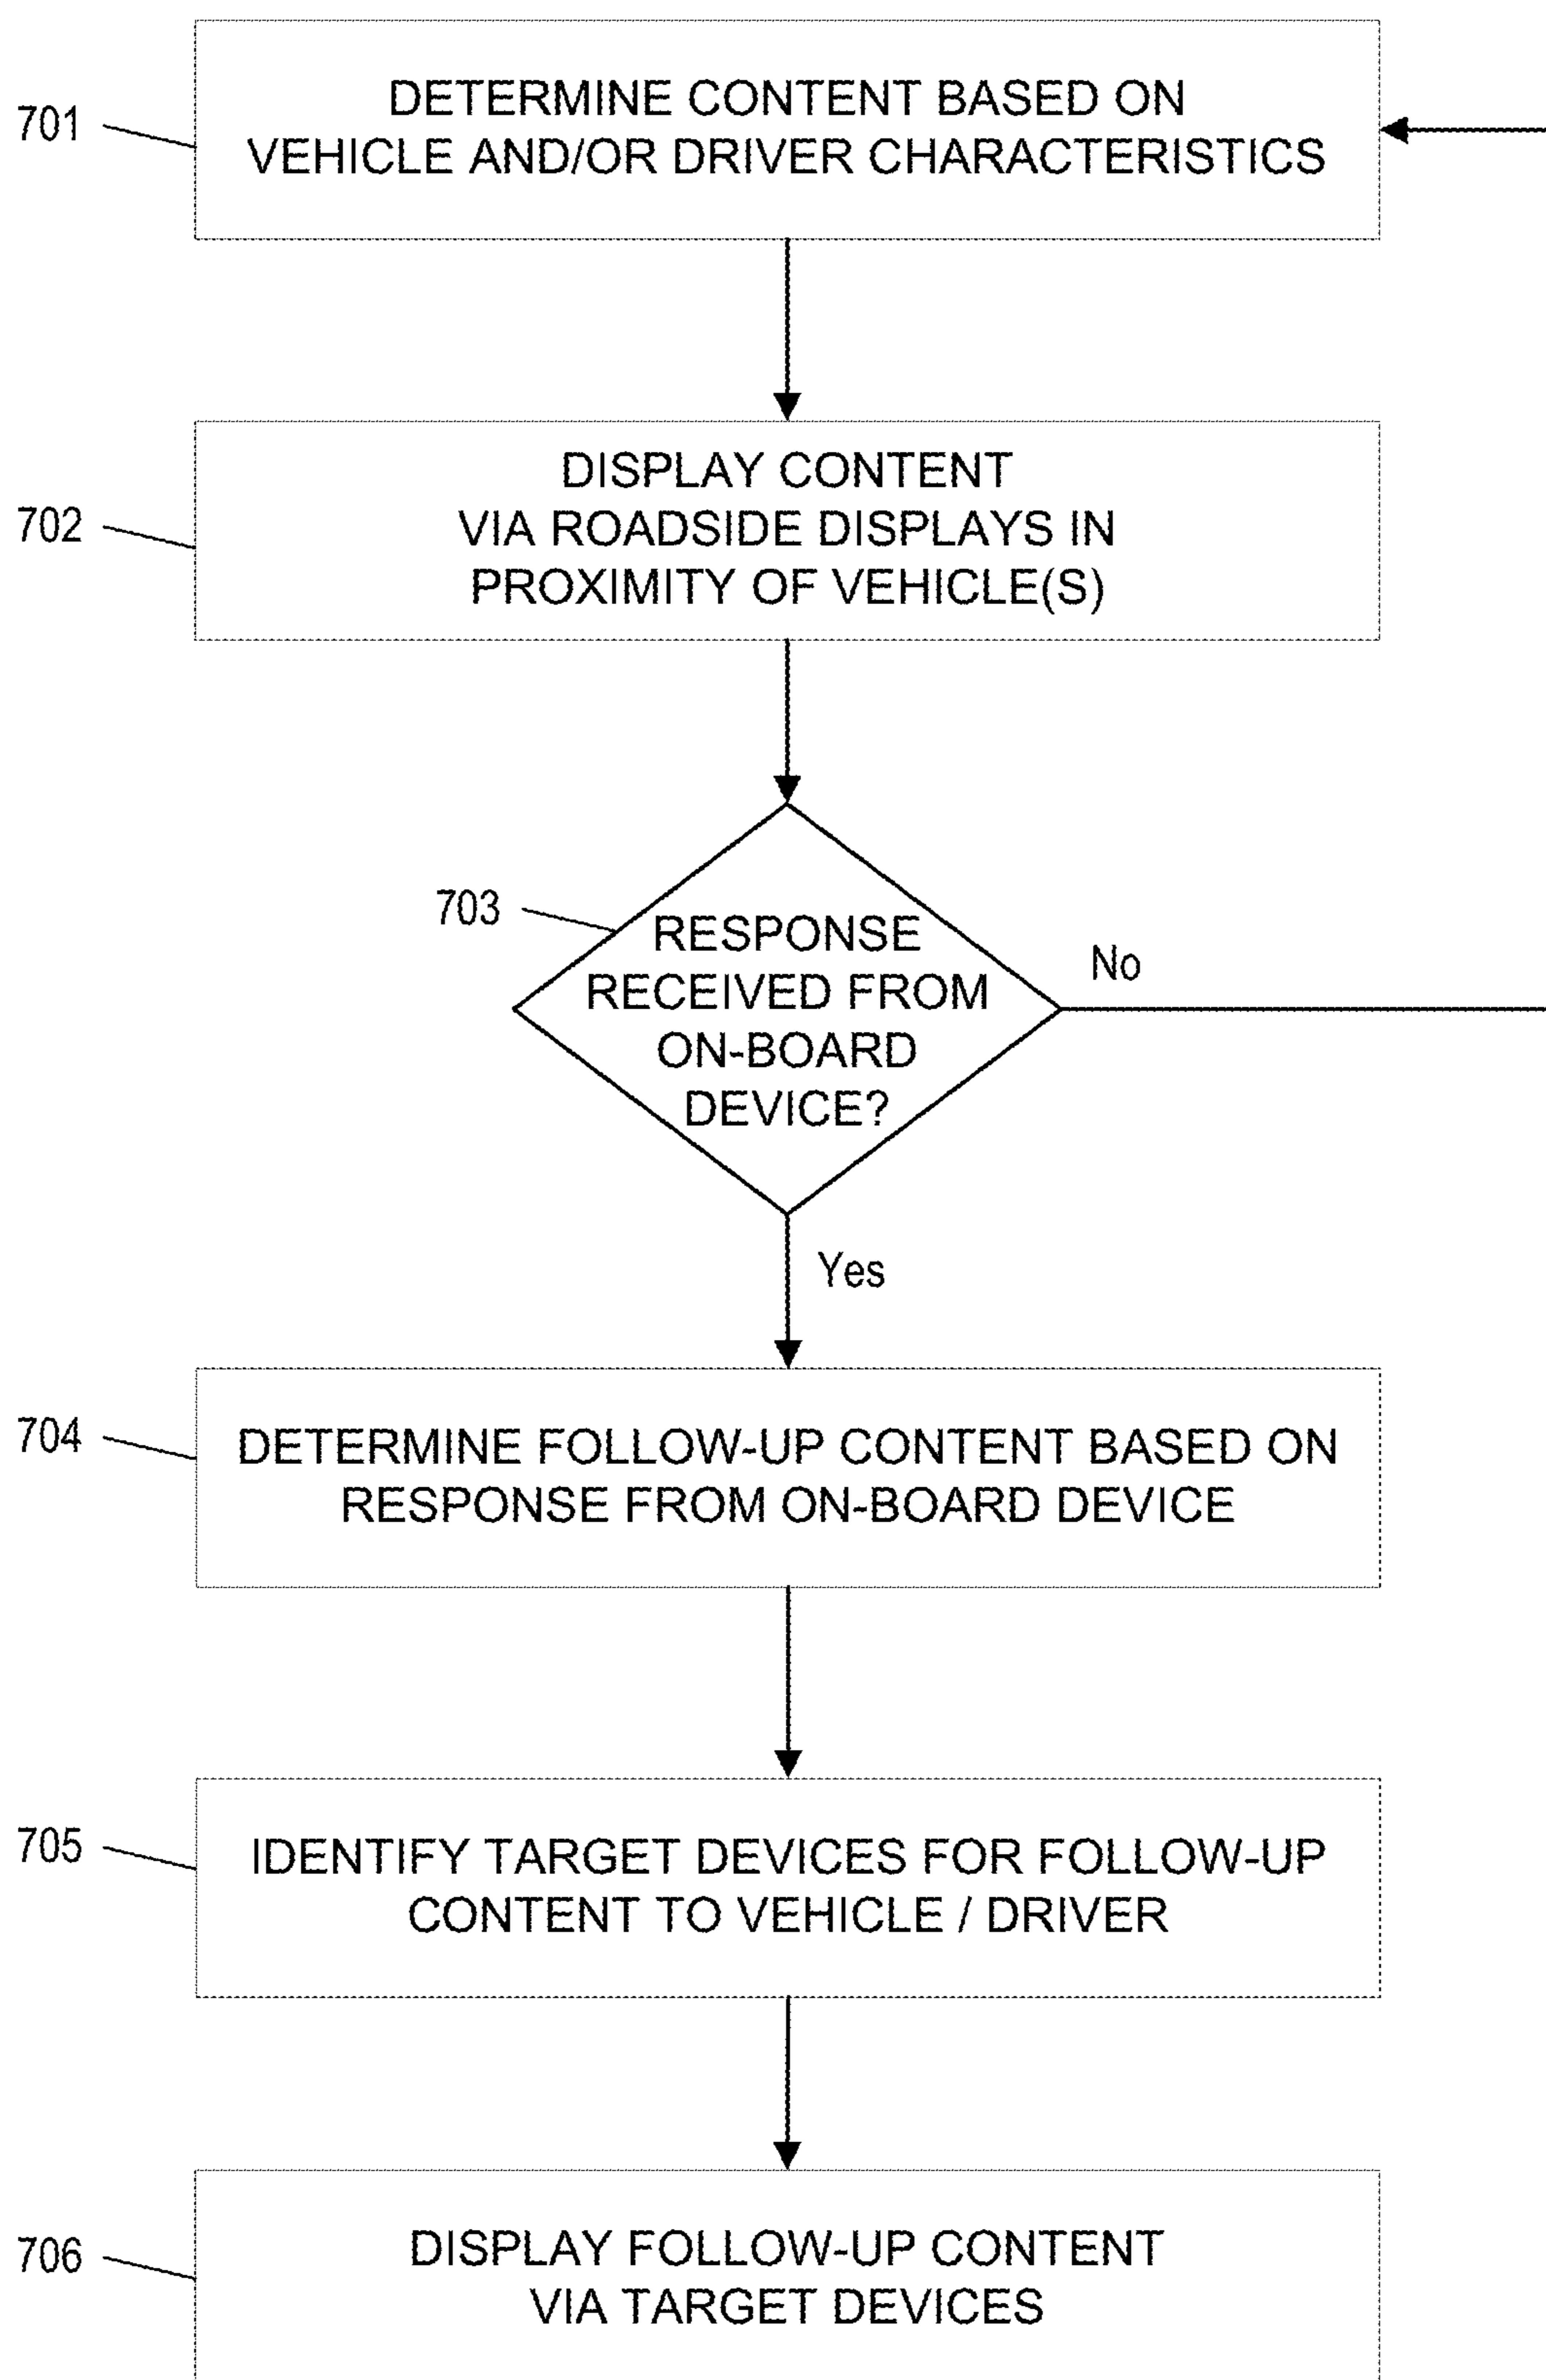 701
DETERMINE CONTENT BASED ON
VEHICLE AND/OR DRIVER CHARACTERISTICS
702
DISPLAY CONTENT
VIA ROADSIDE DISPLAYS IN
PROXIMITY OF VEHICLE(S)
703
RESPONSE
RECEIVED FROM
ON-BOARD
DEVICE?
No
Yes
704
DETERMINE FOLLOW-UP CONTENT BASED ON
RESPONSE FROM ON-BOARD DEVICE
705
IDENTIFY TARGET DEVICES FOR FOLLOW-UP
CONTENT TO VEHICLE / DRIVER
706
DISPLAY FOLLOW-UP CONTENT
VIA TARGET DEVICES